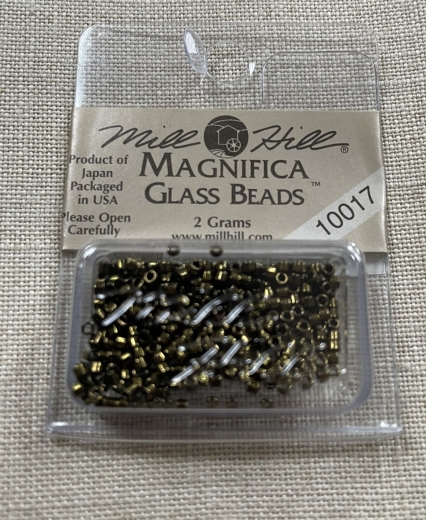 Mill Hill®
Product of
Japan
Packaged
in USA
Please Open
Carefully
MAGNIFICA
GLASS BEADS™
2 Grams
www.millhill.com
10017